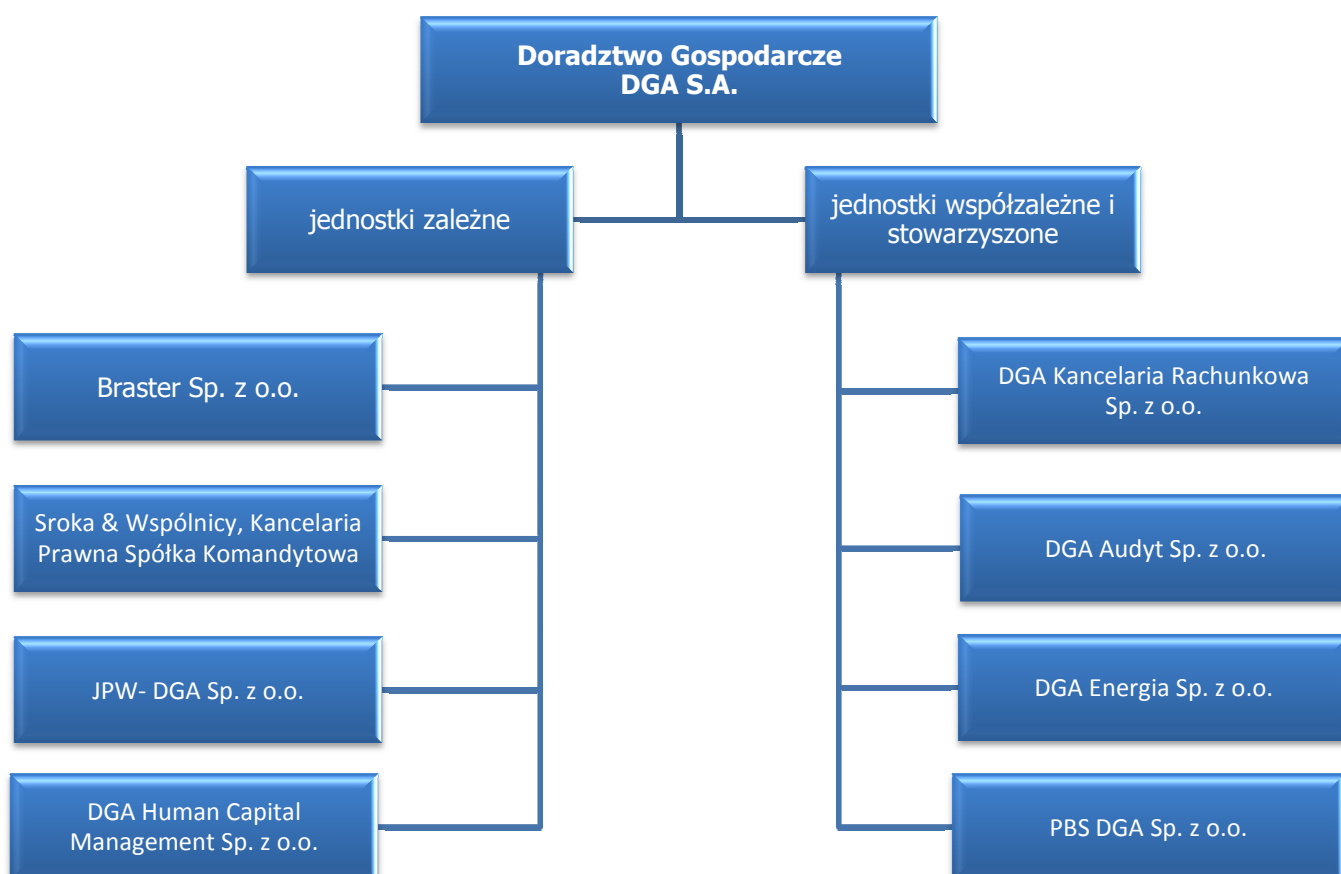 Doradztwo Gospodarcze
DGA S.A.
jednostki zależne
jednostki współzależne i
stowarzyszone
Braster Sp. z o.o.
Sroka & Wspólnicy, Kancelaria
Prawna Spółka Komandytowa
JPW- DGA Sp. z o.o.
DGA Human Capital
Management Sp. z o.o.
DGA Kancelaria Rachunkowa
Sp. z o.o.
DGA Audyt Sp. z o.o.
DGA Energia Sp. z o.o.
PBS DGA Sp. z o.o.